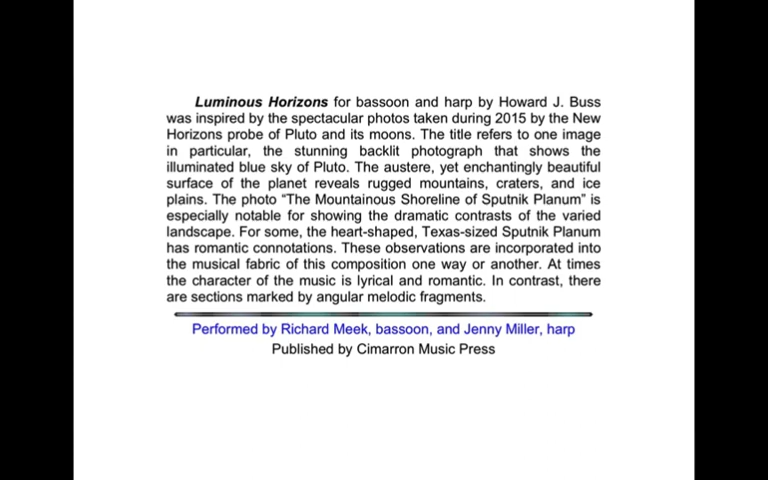 Luminous Horizons for bassoon and harp by Howard J. Buss
was inspired by the spectacular photos taken during 2015 by the New
Horizons probe of Pluto and its moons. The title refers to one image
in particular, the stunning backlit photograph that shows the
illuminated blue sky of Pluto. The austere, yet enchantingly beautiful
surface of the planet reveals rugged mountains, craters, and ice
plains. The photo “The Mountainous Shoreline of Sputnik Planum” is
especially notable for showing the dramatic contrasts of the varied
landscape. For some, the heart-shaped, Texas-sized Sputnik Planum
has romantic connotations. These observations are incorporated into
the musical fabric of this composition one way or another. At times
the character of the music is lyrical and romantic. In contrast, there
are sections marked by angular melodic fragments.
Performed by Richard Meek, bassoon, and Jenny Miller, harp
Published by Cimarron Music Press